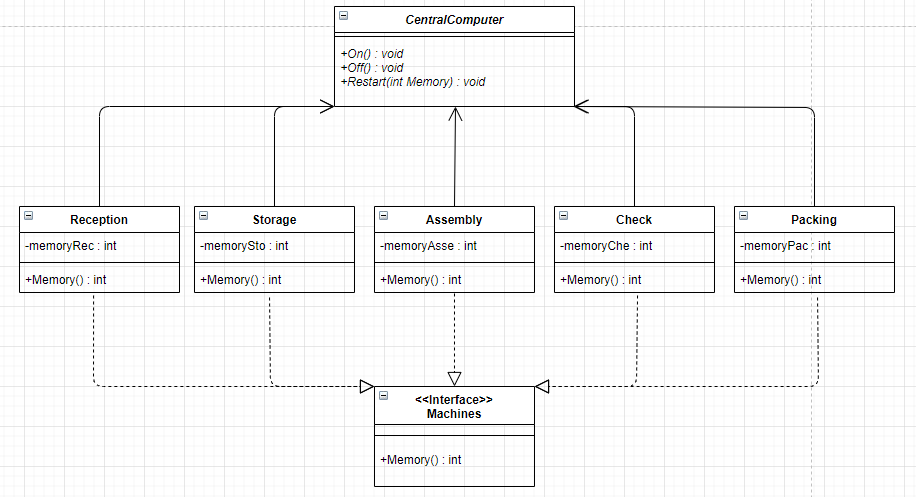 CentralComputer
+On() : void
+Off() : void
+Restart(int Memory) : void
Reception
-memoryRec : int
+Memory() : int
Storage
-memorySto : int
+Memory() : int
Assembly
-memoryAsse : int
+Memory() : int
Check
-memoryChe : int
+Memory() : int
Packing
-memoryPac : int
+Memory() : int
<<Interface>>
Machines
+Memory() : int